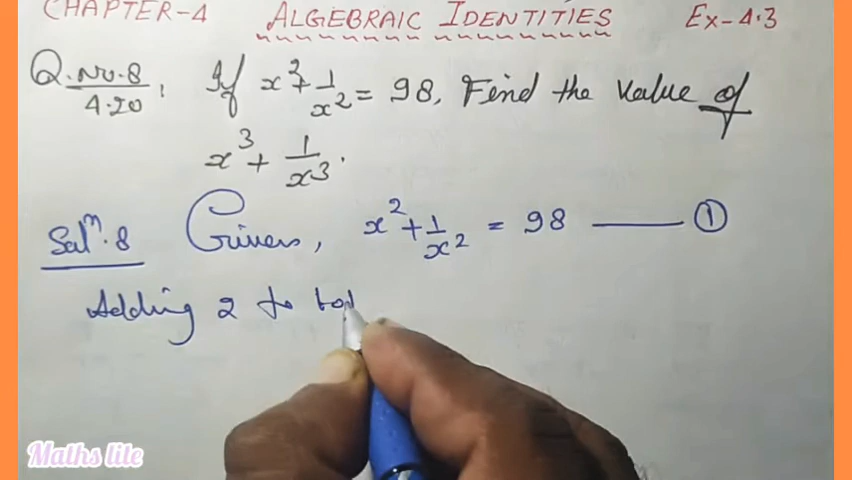 CHAPTER-4 ALGEBRAIC IDENTITIES Ex-4.3
Q.No.8 If x²+1/x² = 98, Find the value of
4.20
x³ + 1/x³.
Solⁿ.8 Given, x²+1/x² = 98 ——— ①
Adding 2 to
Maths lite